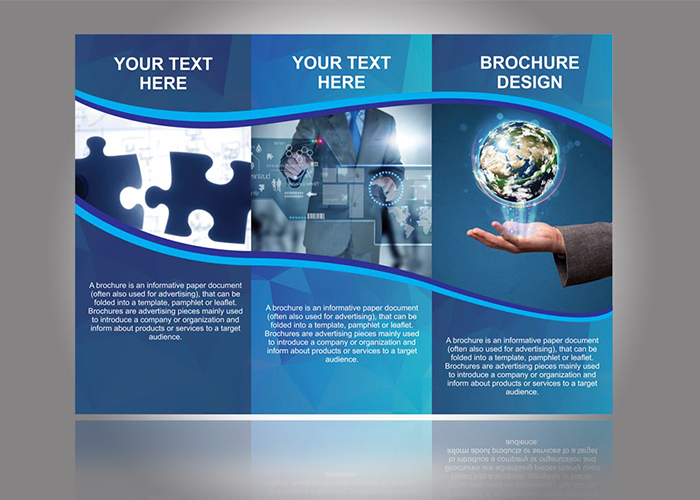 YOUR TEXT
HERE
A brochure is an informative paper document
(often also used for advertising), that can be
folded into a template, pamphlet or leaflet.
Brochures are advertising pieces mainly used
to introduce a company or organization and
inform about products or services to a target
audience.
YOUR TEXT
HERE
A brochure is an informative paper document
(often also used for advertising), that can be
folded into a template, pamphlet or leaflet.
Brochures are advertising pieces mainly used
to introduce a company or organization and
inform about products or services to a target
audience.
BROCHURE
DESIGN
A brochure is an informative paper document
(often also used for advertising), that can be
folded into a template, pamphlet or leaflet.
Brochures are advertising pieces mainly used
to introduce a company or organization and
inform about products or services to a target
audience.